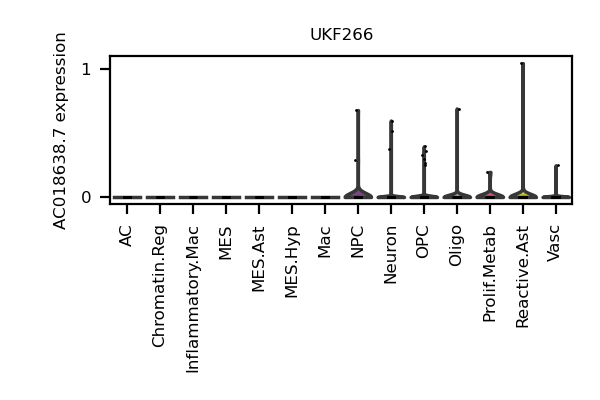 UKF266
AC018638.7 expression
1
0
AC
Chromatin.Reg
Inflammatory.Mac
MES
MES.Ast
MES.Hyp
Mac
NPC
Neuron
OPC
Oligo
Prolif.Metab
Reactive.Ast
Vasc